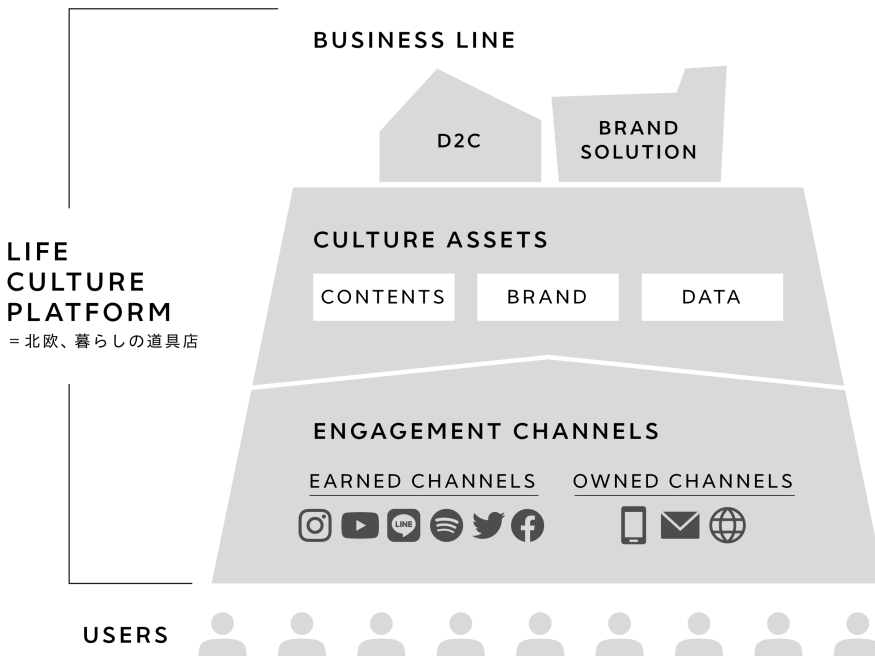 BUSINESS LINE
D2C
BRAND
SOLUTION
LIFE
CULTURE
PLATFORM
=北欧、暮らしの道具店
CULTURE ASSETS
CONTENTS
BRAND
DATA
ENGAGEMENT CHANNELS
EARNED CHANNELS
OWNED CHANNELS
LINE
USERS